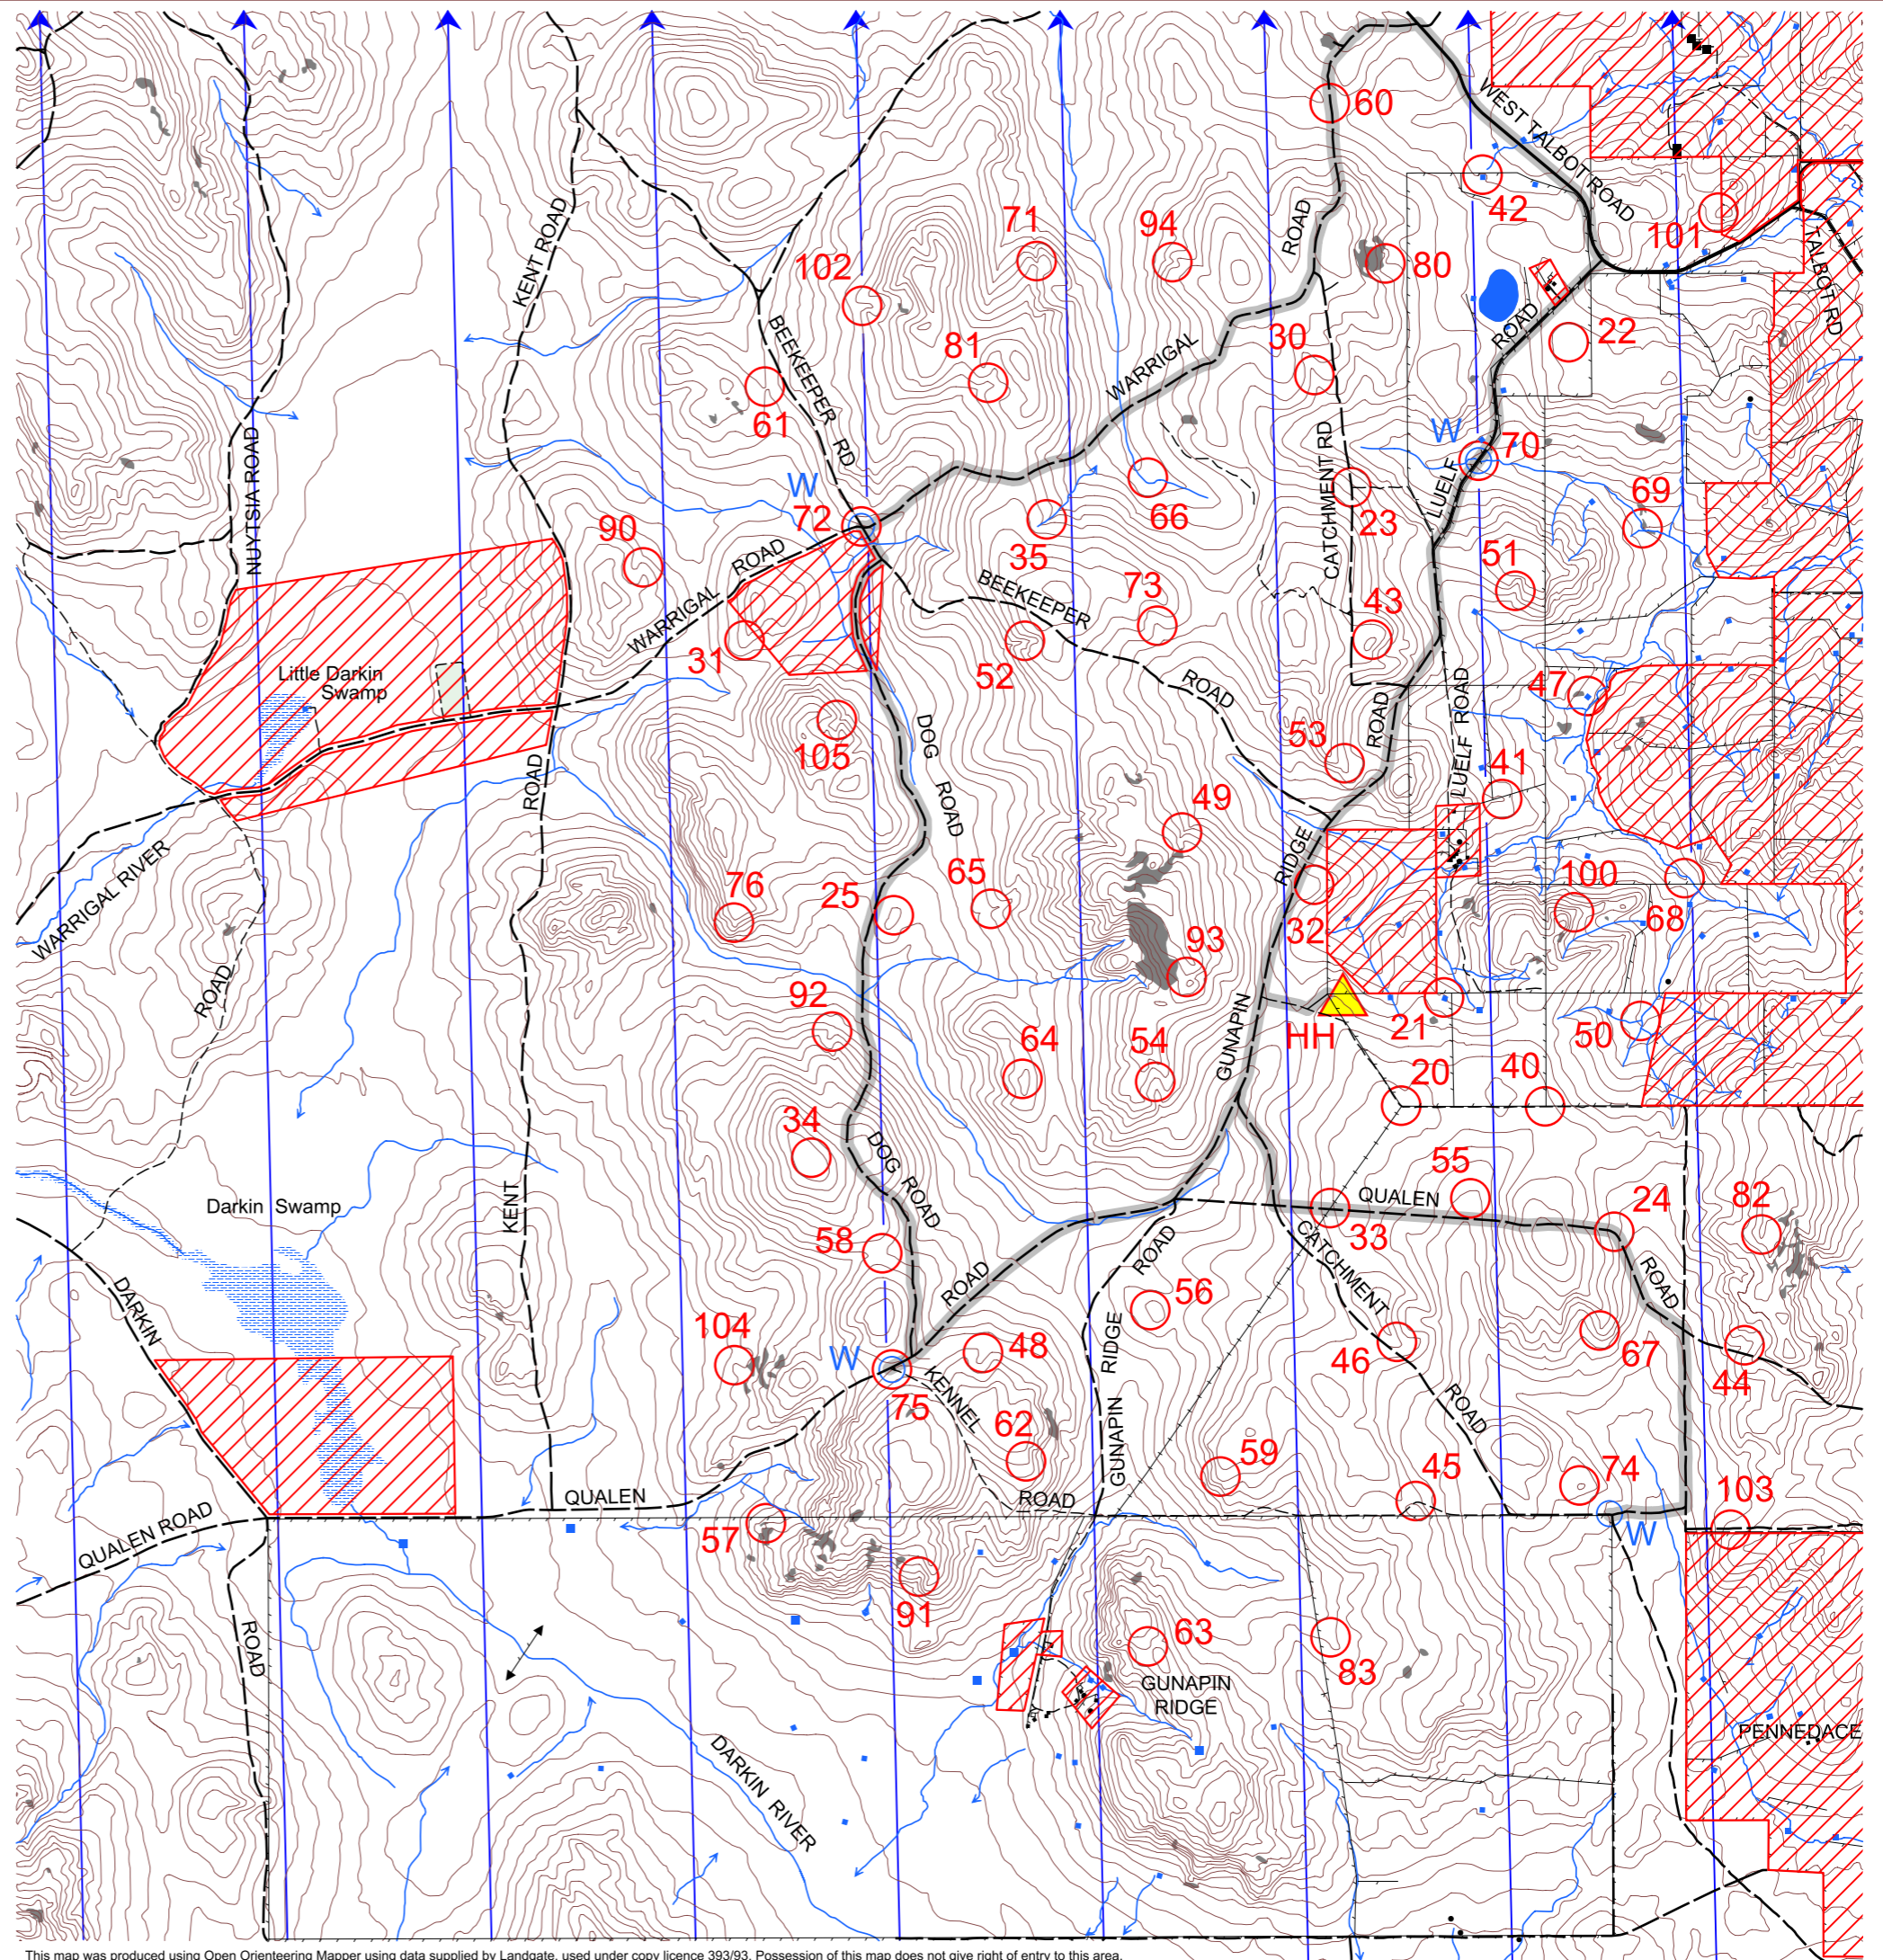 60
WEST TALBOT ROAD
42
101
TALBOT RD
KENT ROAD
71
94
ROAD
80
102
BEEKEEPER RD
81
WARRIGAL
30
ROAD
22
61
NUYTSIA ROAD
W
72
CATCHMENT RD
W
70
LUELF
23
69
66
35
90
WARRIGAL ROAD
31
BEEKEEPER
73
52
43
51
ROAD
Little Darkin
Swamp
105
DOG ROAD
53
ROAD
LUELF ROAD
47
41
ROAD
49
WARRIGAL RIVER
RIDGE
76
25
65
100
68
32
93
ROAD
92
GUNAPIN
HH
21
50
64
54
20
40
34
DOG ROAD
KENT
55
QUALEN
24
82
Darkin Swamp
33
58
ROAD
ROAD
CATCHMENT
ROAD
DARKIN
56
104
48
RIDGE
46
67
44
W
75
KENNEL
ROAD
62
GUNAPIN
59
45
74
103
QUALEN
ROAD
W
QUALEN ROAD
57
91
ROAD
63
83
GUNAPIN
RIDGE
PENNEDACE
DARKIN RIVER
This map was produced using Open Orienteering Mapper using data supplied by Landgate, used under copy licence 393/93. Possession of this map does not give right of entry to this area.